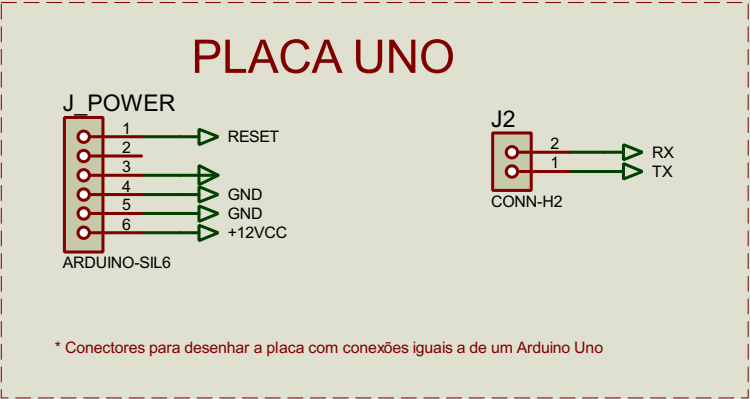 PLACA UNO
J_POWER
1
RESET
2
3
4
GND
5
GND
6
+12VCC
ARDUINO-SIL6
J2
2
RX
1
TX
CONN-H2
* Conectores para desenhar a placa com conexões iguais a de um Arduino Uno